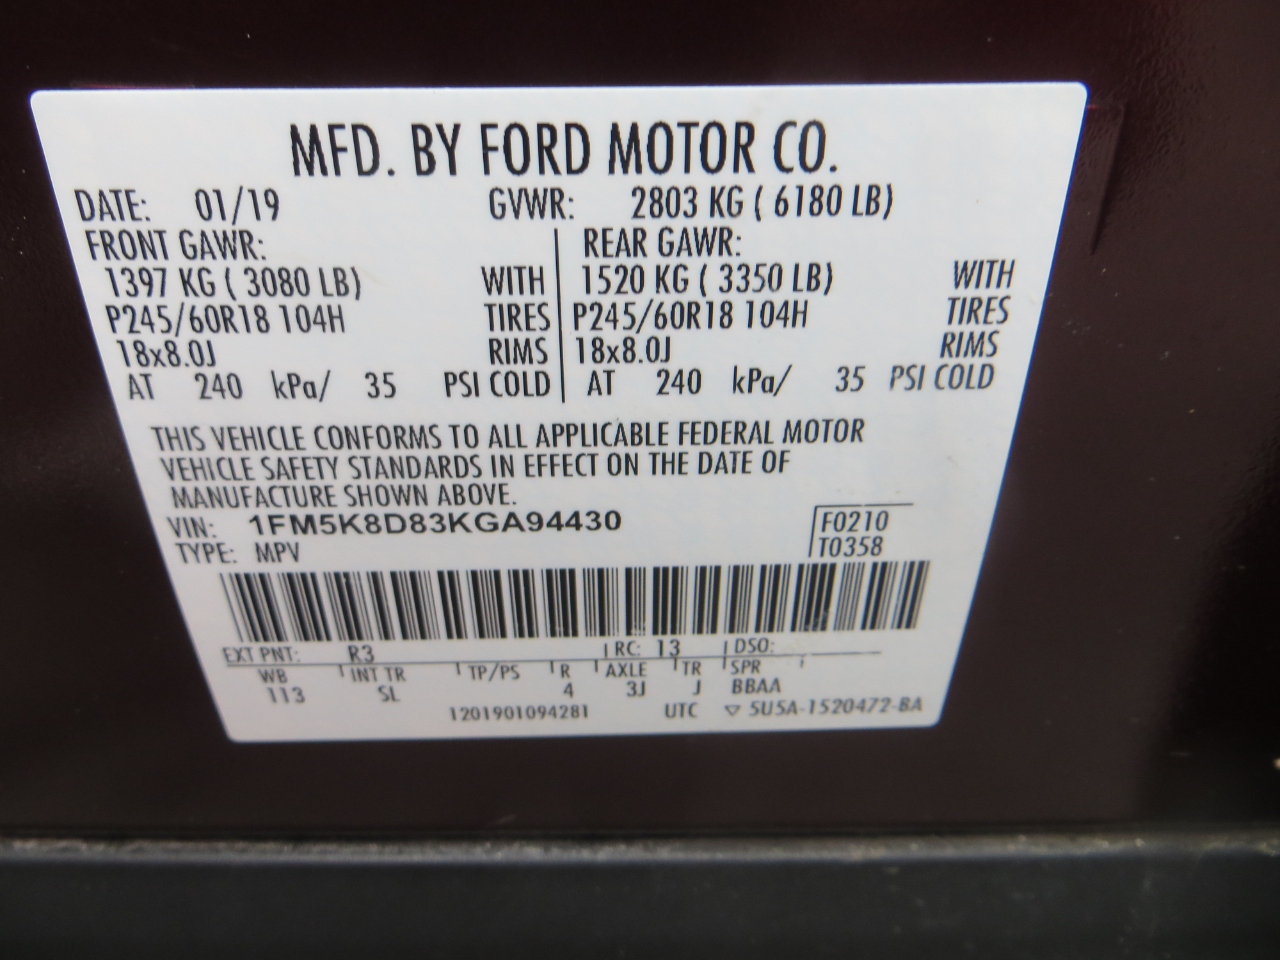 MFD. BY FORD MOTOR CO.
DATE: 01/19 GVWR: 2803 KG ( 6180 LB)
FRONT GAWR: REAR GAWR:
1397 KG ( 3080 LB) WITH 1520 KG ( 3350 LB) WITH
P245/60R18 104H TIRES P245/60R18 104H TIRES
18x8.0J RIMS 18x8.0J RIMS
AT 240 kPa/ 35 PSI COLD AT 240 kPa/ 35 PSI COLD
THIS VEHICLE CONFORMS TO ALL APPLICABLE FEDERAL MOTOR
VEHICLE SAFETY STANDARDS IN EFFECT ON THE DATE OF
MANUFACTURE SHOWN ABOVE.
VIN: 1FM5K8D83KGA94430 F0210
TYPE: MPV T0358
EXT PNT: R3 RC: 13 DSO:
WB INT TR TP/PS R AXLE TR SPR
113 SL 4 3J J BBAA
1201901094281 UTC ▽ 5U5A-1520472-BA